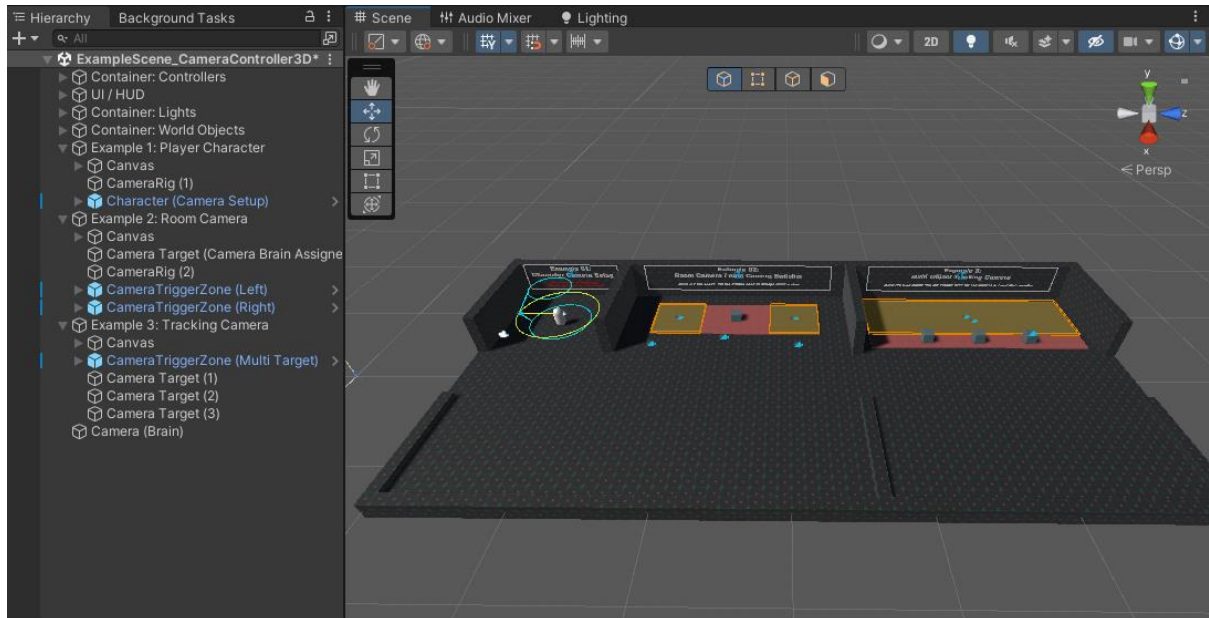 Hierarchy
Background Tasks
All
ExampleScene_CameraController3D*
Container: Controllers
UI / HUD
Container: Lights
Container: World Objects
Example 1: Player Character
Canvas
CameraRig (1)
Character (Camera Setup)
Example 2: Room Camera
Canvas
Camera Target (Camera Brain Assigne
CameraRig (2)
CameraTriggerZone (Left)
CameraTriggerZone (Right)
Example 3: Tracking Camera
Canvas
CameraTriggerZone (Multi Target)
Camera Target (1)
Camera Target (2)
Camera Target (3)
Camera (Brain)
Scene
Audio Mixer
Lighting
2D
y
z
x
Persp